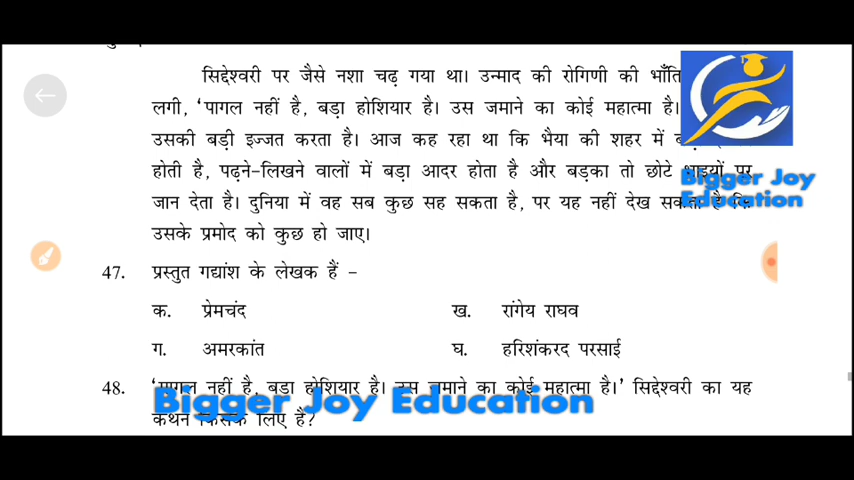 सिद्देश्वरी पर जैसे नशा चढ़ गया था। उन्माद की रोगिणी की भाँति
लगी, ‘पागल नहीं है, बड़ा होशियार है। उस जमाने का कोई महात्मा है।
उसकी बड़ी इज्जत करता है। आज कह रहा था कि भैया की शहर में
होती है, पढ़ने-लिखने वालों में बड़ा आदर होता है और बड़का तो छोटे भाइयों पर
जान देता है। दुनिया में वह सब कुछ सह सकता है, पर यह नहीं देख सकता है कि
उसके प्रमोद को कुछ हो जाए।
Bigger Joy
Education
47. प्रस्तुत गद्यांश के लेखक हैं –
क. प्रेमचंद ख. रांगेय राघव
ग. अमरकांत घ. हरिशंकरद परसाई
48. ‘पागल नहीं है, बड़ा होशियार है। उस जमाने का कोई महात्मा है।’ सिद्देश्वरी का यह
कथन किसके लिए है?
Bigger Joy Education